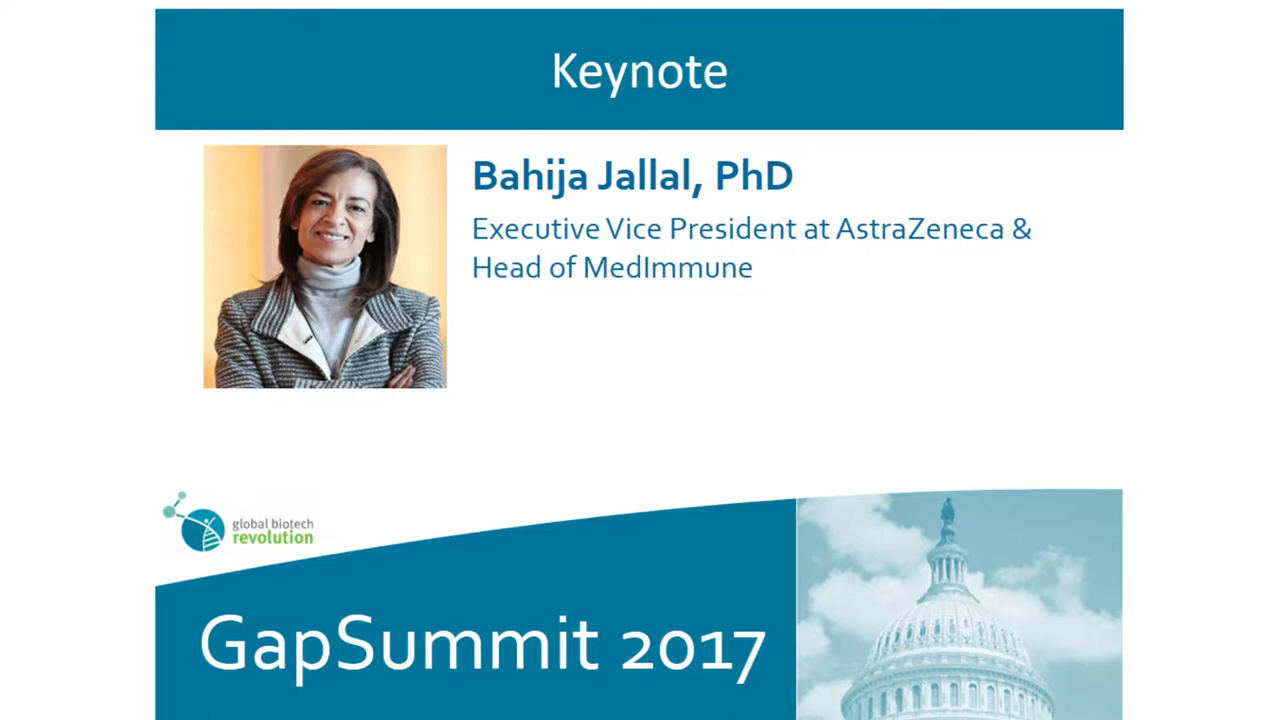 Keynote
Bahija Jallal, PhD
Executive Vice President at AstraZeneca &
Head of MedImmune
global biotech
revolution
GapSummit 2017